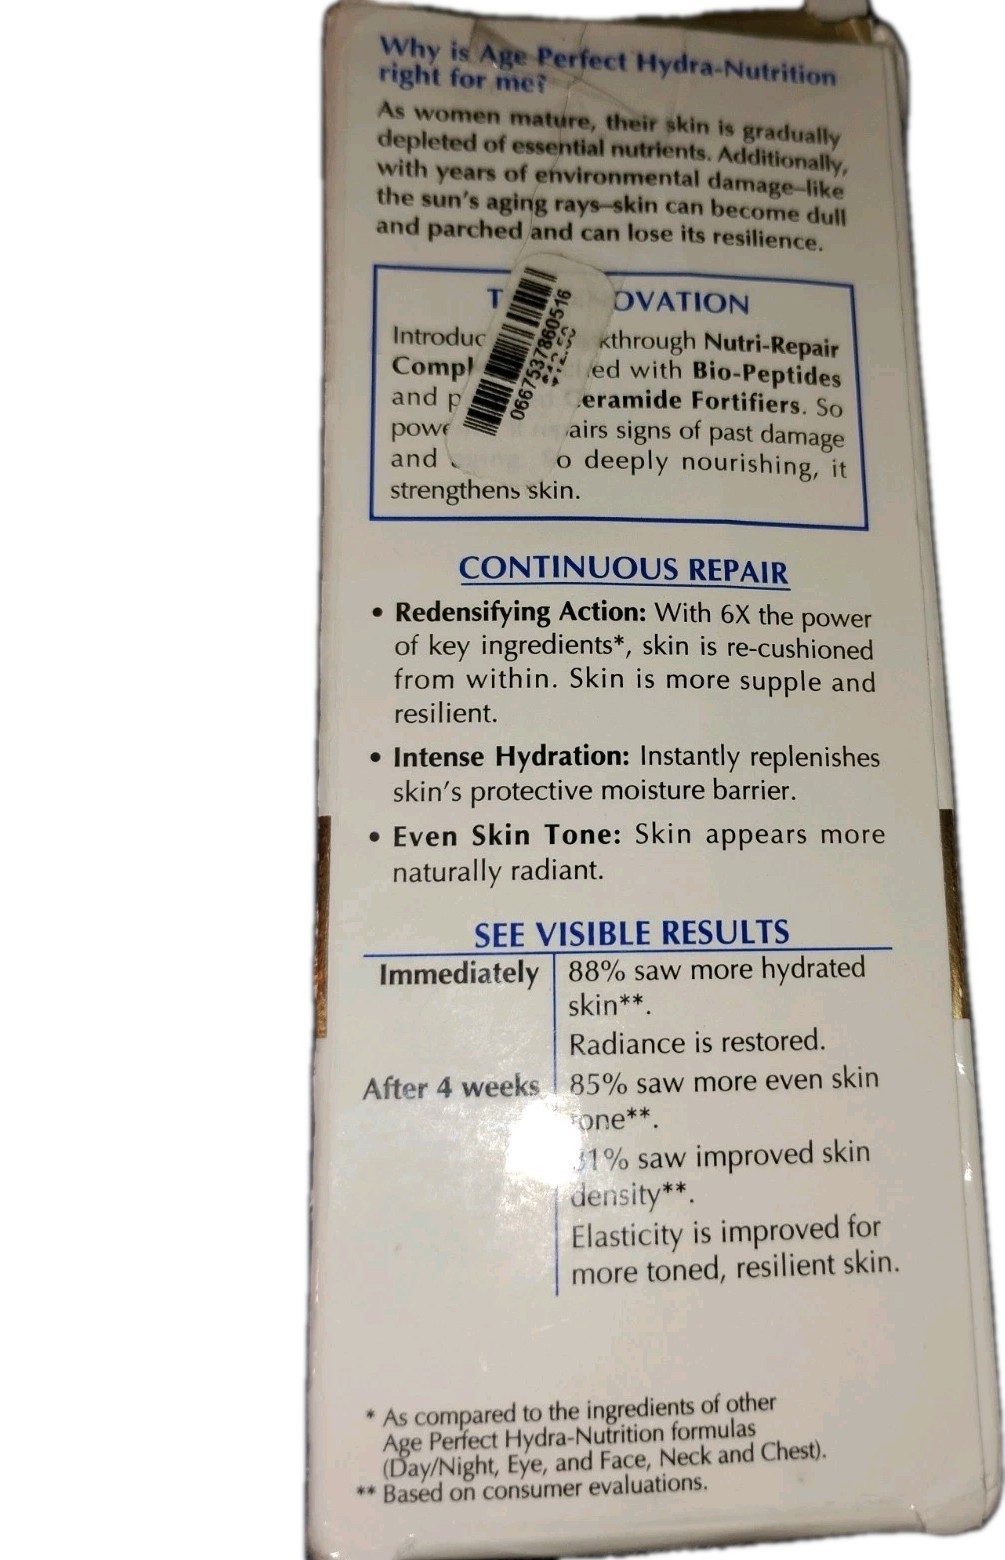 Why is Age Perfect Hydra-Nutrition
right for me?
As women mature, their skin is gradually
depleted of essential nutrients. Additionally,
with years of environmental damage–like
the sun's aging rays–skin can become dull
and parched and can lose its resilience.
OVATION
Introduc kthrough Nutri-Repair
Compl ed with Bio-Peptides
and p eramide Fortifiers. So
powe airs signs of past damage
and o deeply nourishing, it
strengthens skin.
0667537860516
CONTINUOUS REPAIR
• Redensifying Action: With 6X the power
of key ingredients*, skin is re-cushioned
from within. Skin is more supple and
resilient.
• Intense Hydration: Instantly replenishes
skin's protective moisture barrier.
• Even Skin Tone: Skin appears more
naturally radiant.
SEE VISIBLE RESULTS
Immediately 88% saw more hydrated
skin**.
Radiance is restored.
After 4 weeks 85% saw more even skin
one**.
1% saw improved skin
density**.
Elasticity is improved for
more toned, resilient skin.
* As compared to the ingredients of other
Age Perfect Hydra-Nutrition formulas
(Day/Night, Eye, and Face, Neck and Chest).
** Based on consumer evaluations.